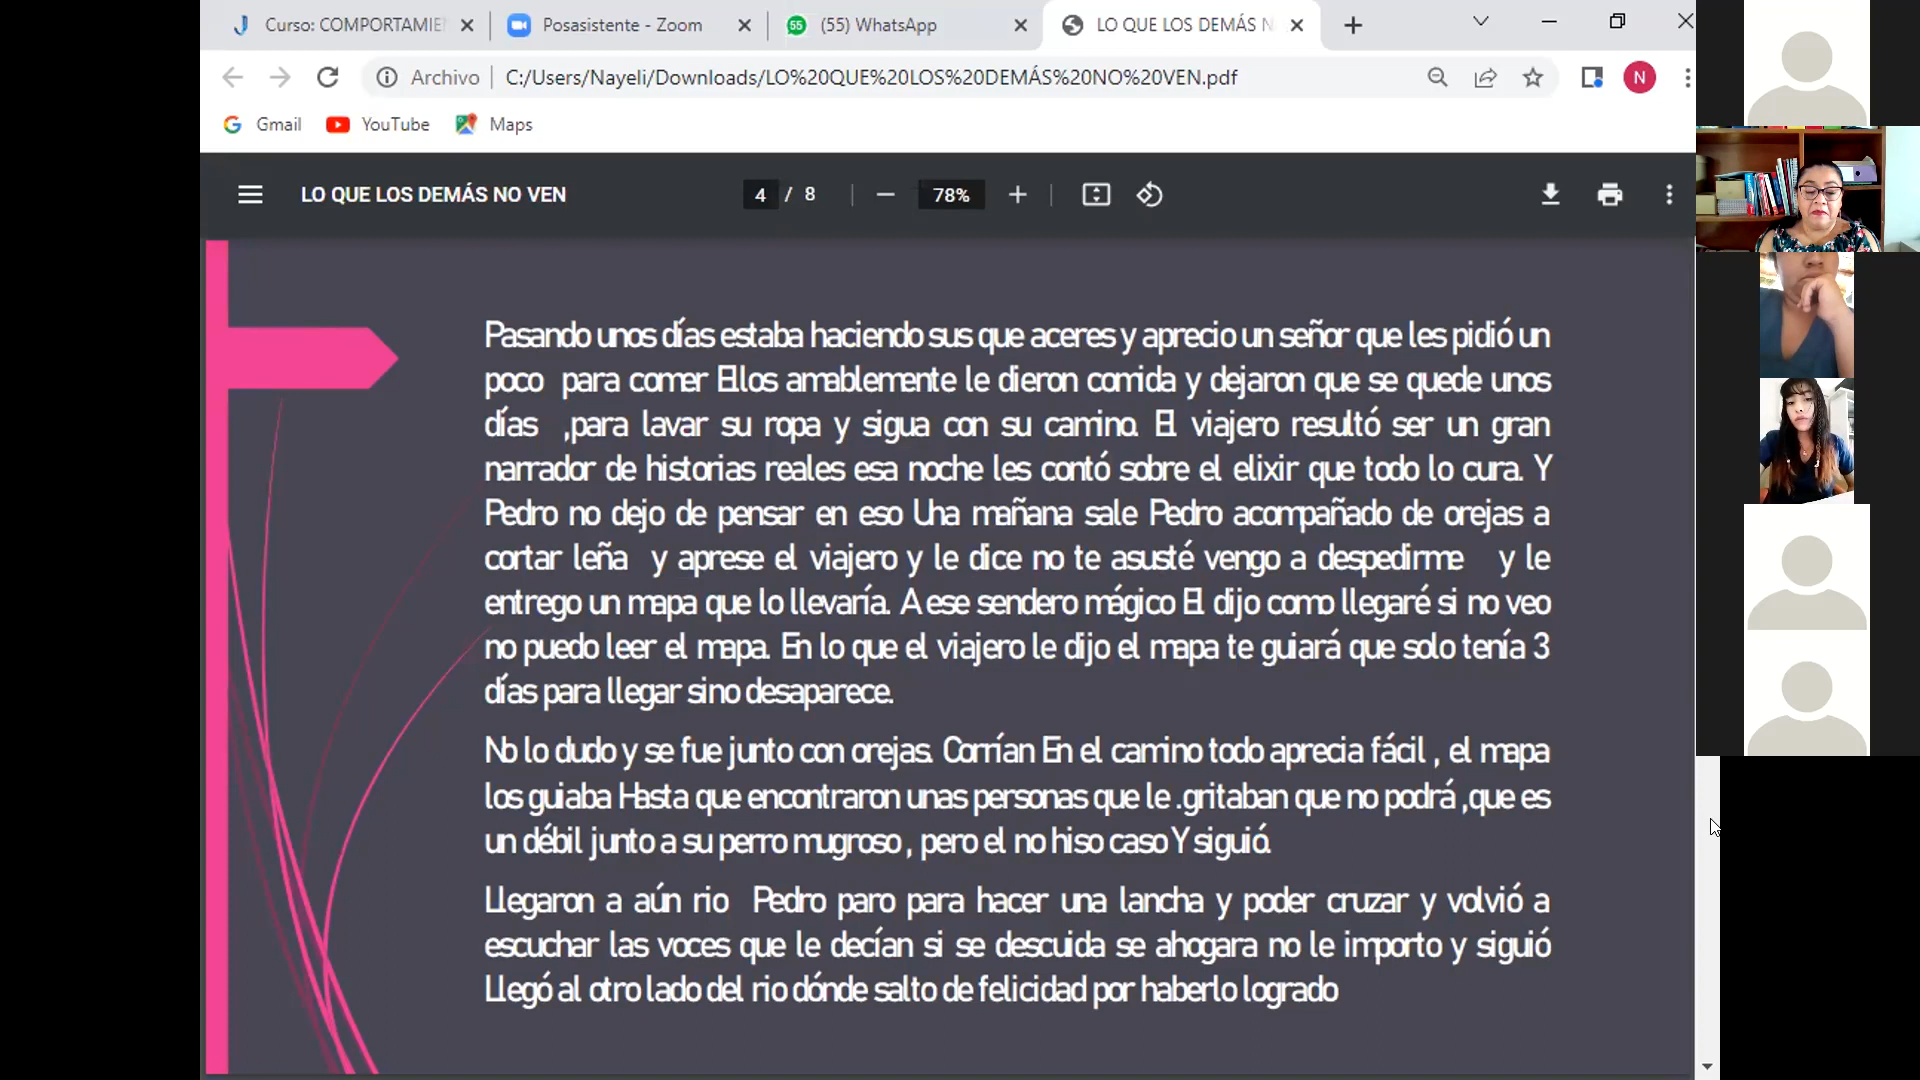 Curso: COMPORTAMIE
Posasistente - Zoom
55
(55) WhatsApp
LO QUE LOS DEMÁS N
Archivo
C:/Users/Nayeli/Downloads/LO%20QUE%20LOS%20DEMÁS%20NO%20VEN.pdf
N
Gmail
YouTube
Maps
LO QUE LOS DEMÁS NO VEN
4 / 8
78%
Pasando unos días estaba haciendo sus que aceres y aprecio un señor que les pidió un
poco para comer Ellos amablemente le dieron comida y dejaron que se quede unos
días ,para lavar su ropa y sigua con su camino. El viajero resultó ser un gran
narrador de historias reales esa noche les contó sobre el elixir que todo lo cura. Y
Pedro no dejo de pensar en eso Una mañana sale Pedro acompañado de orejas a
cortar leña y aprese el viajero y le dice no te asusté vengo a despedirme y le
entrego un mapa que lo llevaría. A ese sendero mágico El dijo como llegaré si no veo
no puedo leer el mapa. En lo que el viajero le dijo el mapa te guiará que solo tenía 3
días para llegar sino desaparece.
No lo dudo y se fue junto con orejas. Corrían En el camino todo aprecia fácil , el mapa
los guiaba Hasta que encontraron unas personas que le .gritaban que no podrá ,que es
un débil junto a su perro mugroso , pero el no hiso caso Y siguió.
Llegaron a aún rio Pedro paro para hacer una lancha y poder cruzar y volvió a
escuchar las voces que le decían si se descuida se ahogara no le importo y siguió
Llegó al otro lado del rio dónde salto de felicidad por haberlo logrado